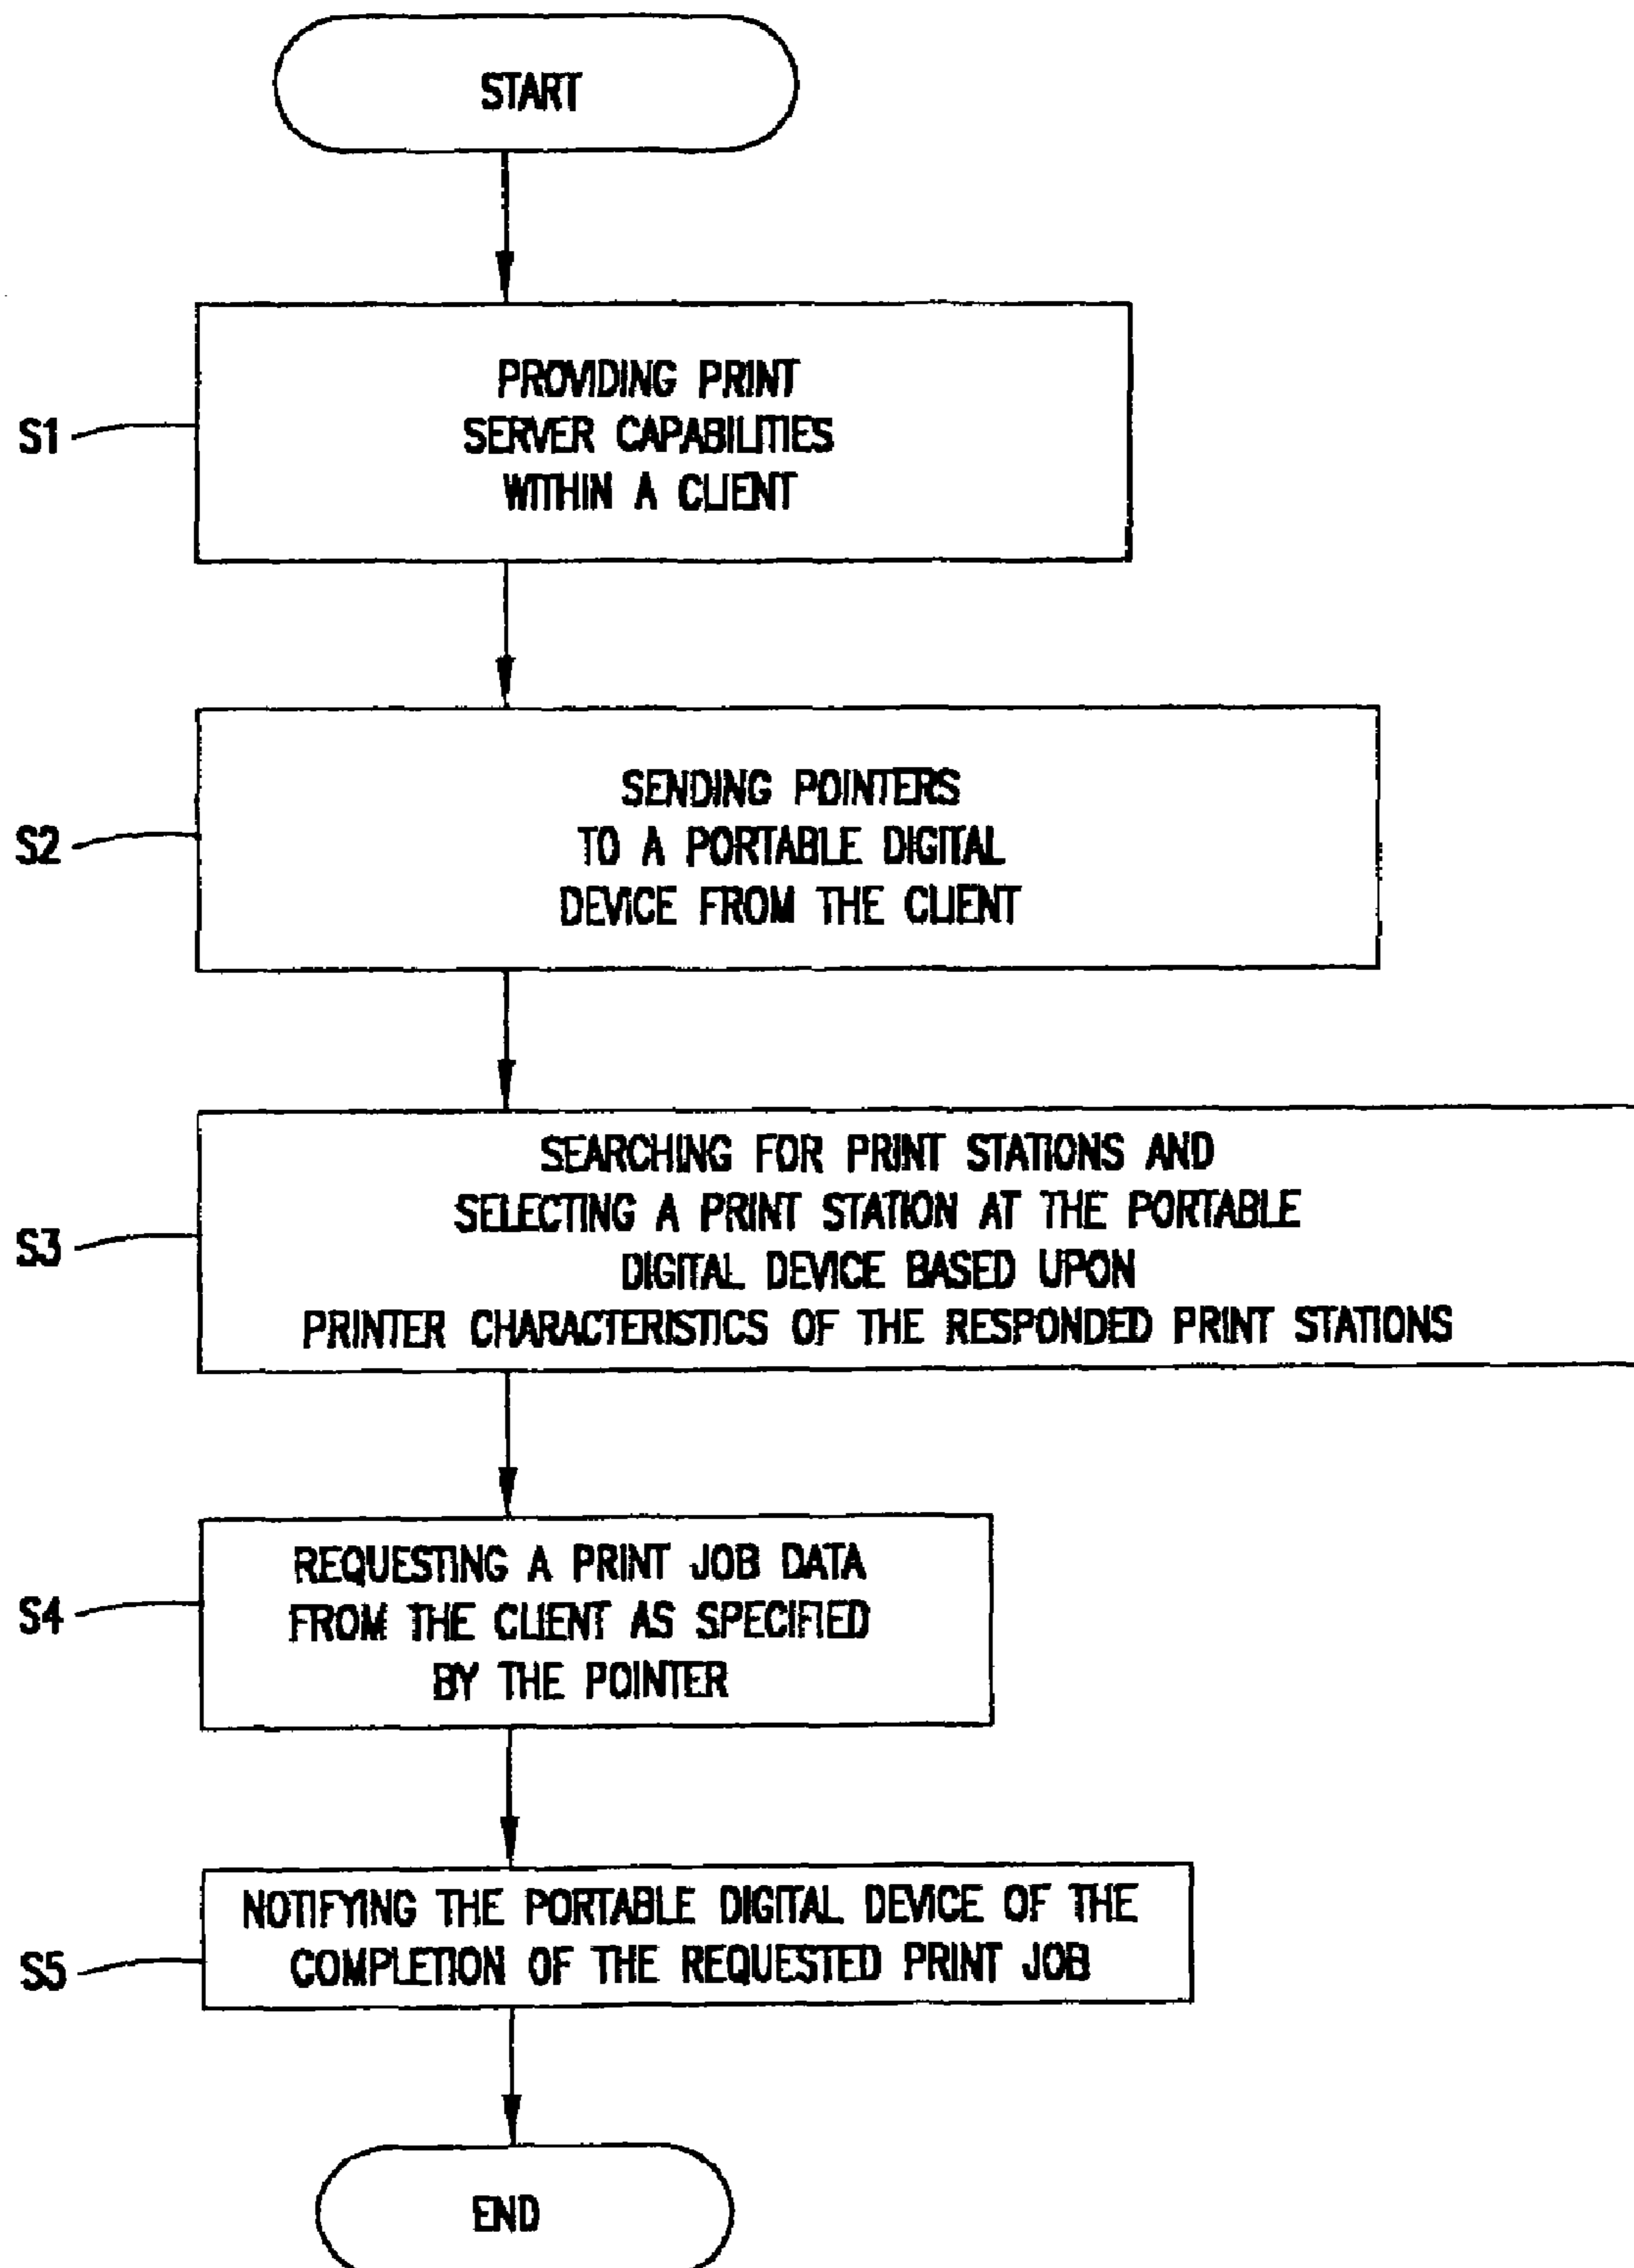 START
S1
PROVIDING PRINT
SERVER CAPABILITIES
WITHIN A CLIENT
S2
SENDING POINTERS
TO A PORTABLE DIGITAL
DEVICE FROM THE CLIENT
S3
SEARCHING FOR PRINT STATIONS AND
SELECTING A PRINT STATION AT THE PORTABLE
DIGITAL DEVICE BASED UPON
PRINTER CHARACTERISTICS OF THE RESPONDED PRINT STATIONS
S4
REQUESTING A PRINT JOB DATA
FROM THE CLIENT AS SPECIFIED
BY THE POINTER
S5
NOTIFYING THE PORTABLE DIGITAL DEVICE OF THE
COMPLETION OF THE REQUESTED PRINT JOB
END